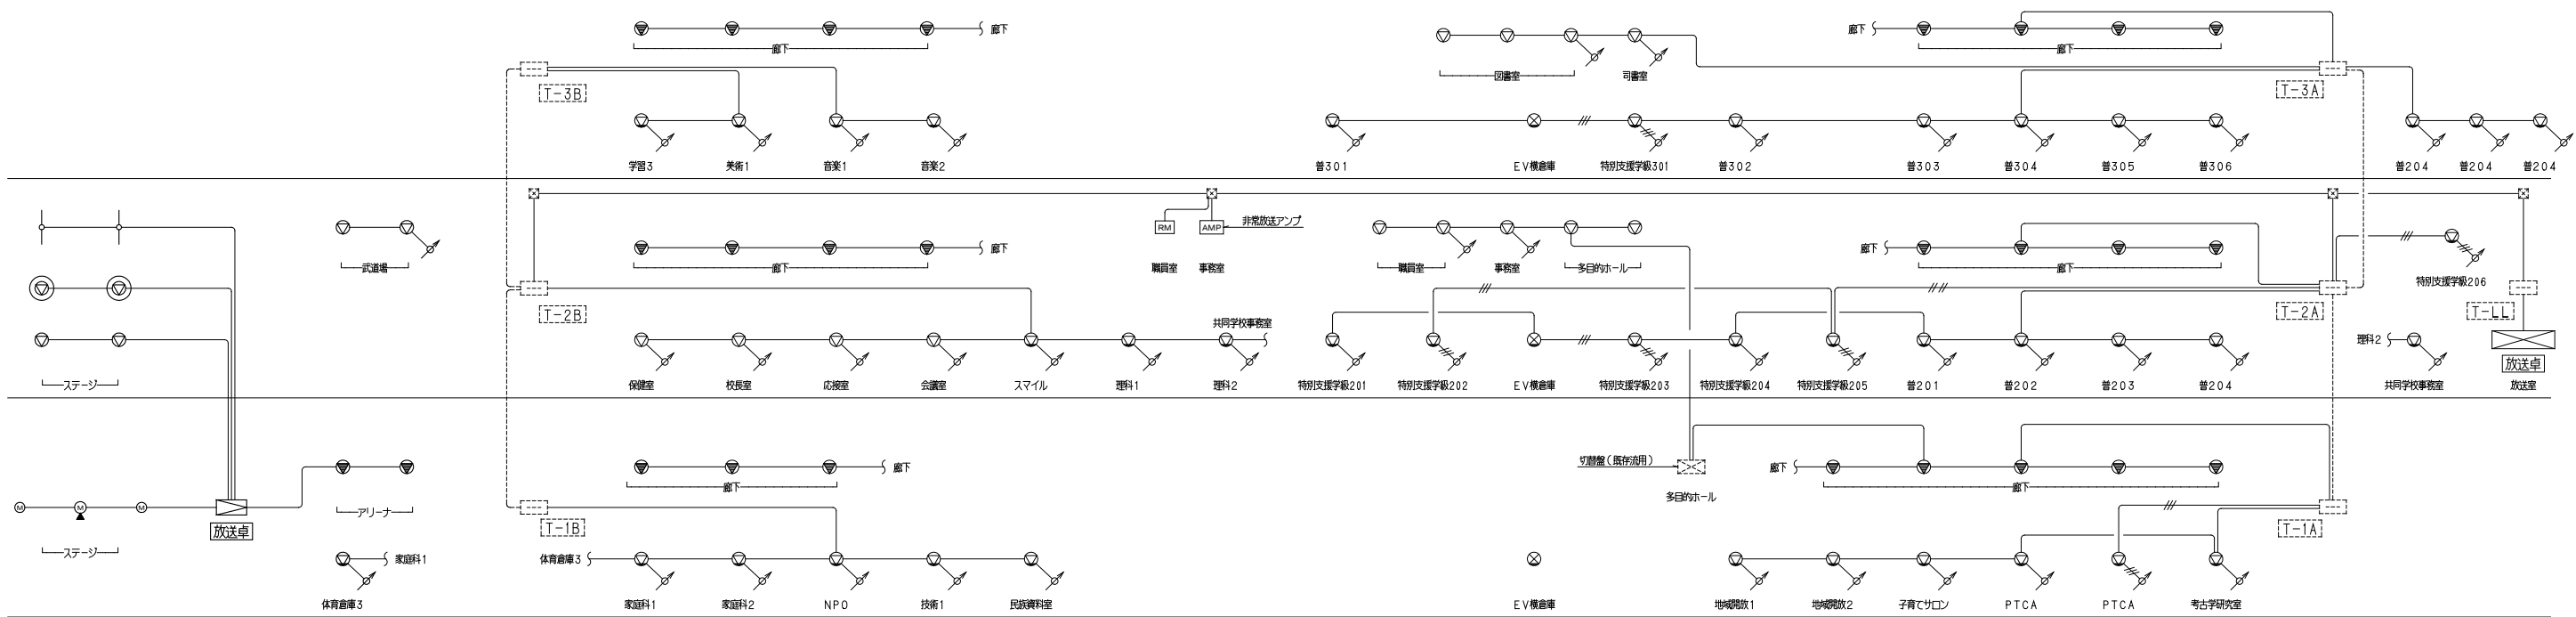 廊下
廊下
T-3B
学習3
美術1
音楽1
音楽2
図書室
司書室
廊下
廊下
T-3A
普301
EV横倉庫
特別支援学級301
普302
普303
普304
普305
普306
普204
普204
普204
武道場
廊下
廊下
RM
AMP
非常放送アンプ
職員室
事務室
職員室
事務室
多目的ホール
廊下
廊下
特別支援学級206
T-2B
T-2A
T-LL
ステージ
保健室
校長室
応接室
会議室
スマイル
理科1
共同学校事務室
理科2
特別支援学級201
特別支援学級202
EV横倉庫
特別支援学級203
特別支援学級204
特別支援学級205
普201
普202
普203
普204
理科2
共同学校事務室
放送卓
放送室
M
M
M
放送卓
ステージ
アリーナ
廊下
廊下
切替盤(既存流用)
多目的ホール
廊下
廊下
T-1B
T-1A
家庭科1
体育倉庫3
体育倉庫3
家庭科1
家庭科2
NPO
技術1
民族資料室
EV横倉庫
地域開放1
地域開放2
子育てサロン
PTCA
PTCA
考古学研究室